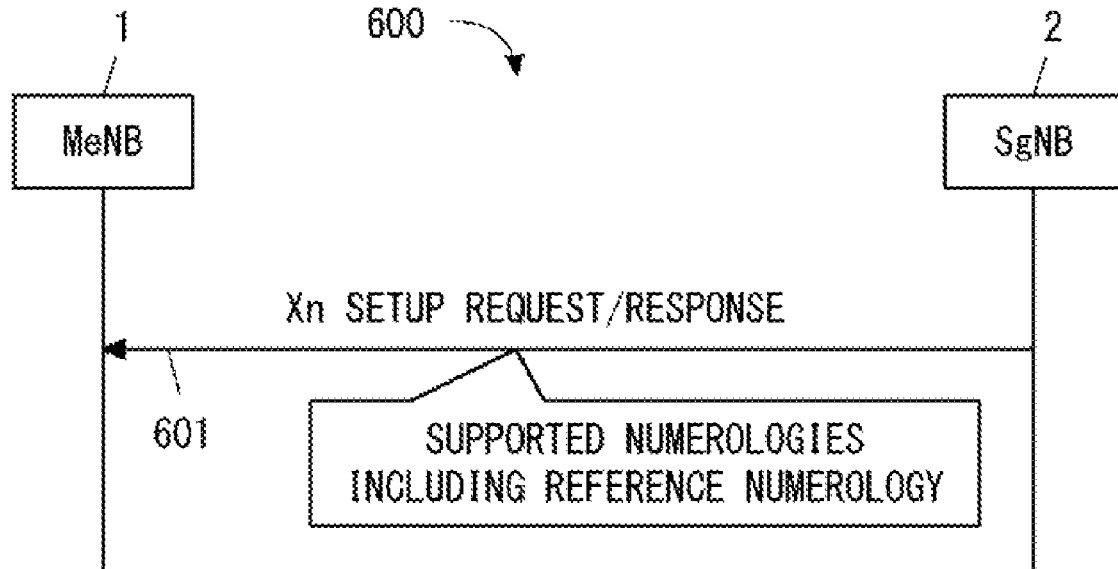 1
600
2
MeNB
SgNB
Xn SETUP REQUEST/RESPONSE
601
SUPPORTED NUMEROLOGIES
INCLUDING REFERENCE NUMEROLOGY